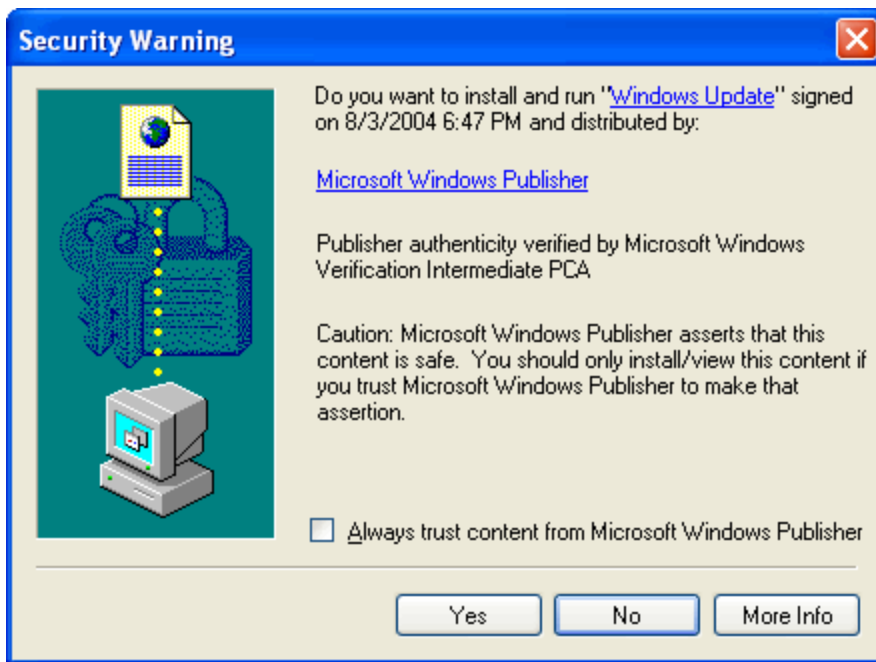 Security Warning
Do you want to install and run "Windows Update" signed
on 8/3/2004 6:47 PM and distributed by:
Microsoft Windows Publisher
Publisher authenticity verified by Microsoft Windows
Verification Intermediate PCA
Caution: Microsoft Windows Publisher asserts that this
content is safe.  You should only install/view this content if
you trust Microsoft Windows Publisher to make that
assertion.
Always trust content from Microsoft Windows Publisher
Yes
No
More Info